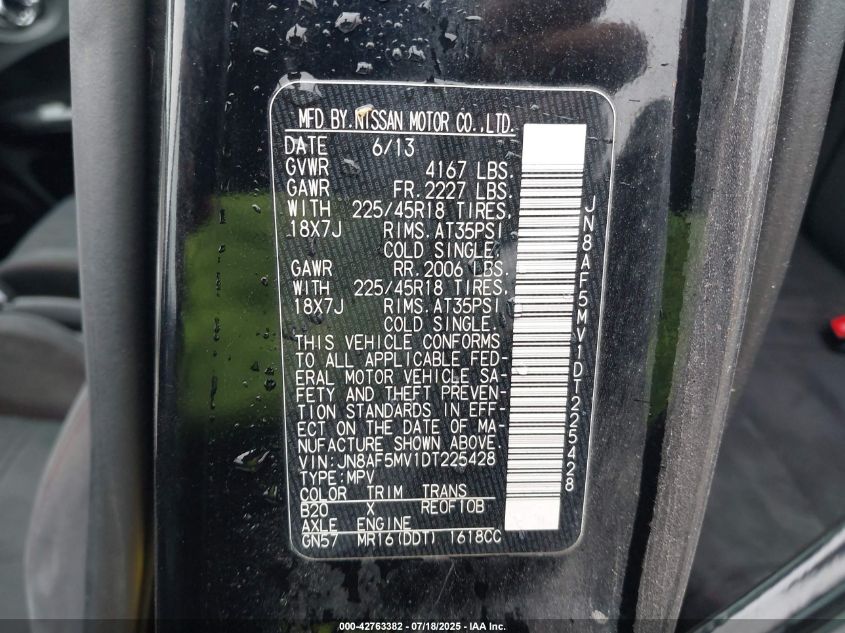 MFD BY.NISSAN MOTOR CO.,LTD.
DATE 6/13
GVWR 4167 LBS.
GAWR FR. 2227 LBS.
WITH 225/45R18 TIRES,
18X7J RIMS. AT35PSI
COLD SINGLE.
GAWR RR. 2006 LBS.
WITH 225/45R18 TIRES,
18X7J RIMS. AT35PSI
COLD SINGLE.
THIS VEHICLE CONFORMS
TO ALL APPLICABLE FED-
ERAL MOTOR VEHICLE SA-
FETY AND THEFT PREVEN-
TION STANDARDS IN EFF-
ECT ON THE DATE OF MA-
NUFACTURE SHOWN ABOVE.
VIN:JN8AF5MV1DT225428
TYPE:MPV
COLOR TRIM TRANS
B20 X RE0F10B
AXLE ENGINE
GN57 MR16(DDT) 1618CC
JN8AF5MV1DT225428
000-42763382 / 07/18/2025 - IAA Inc.